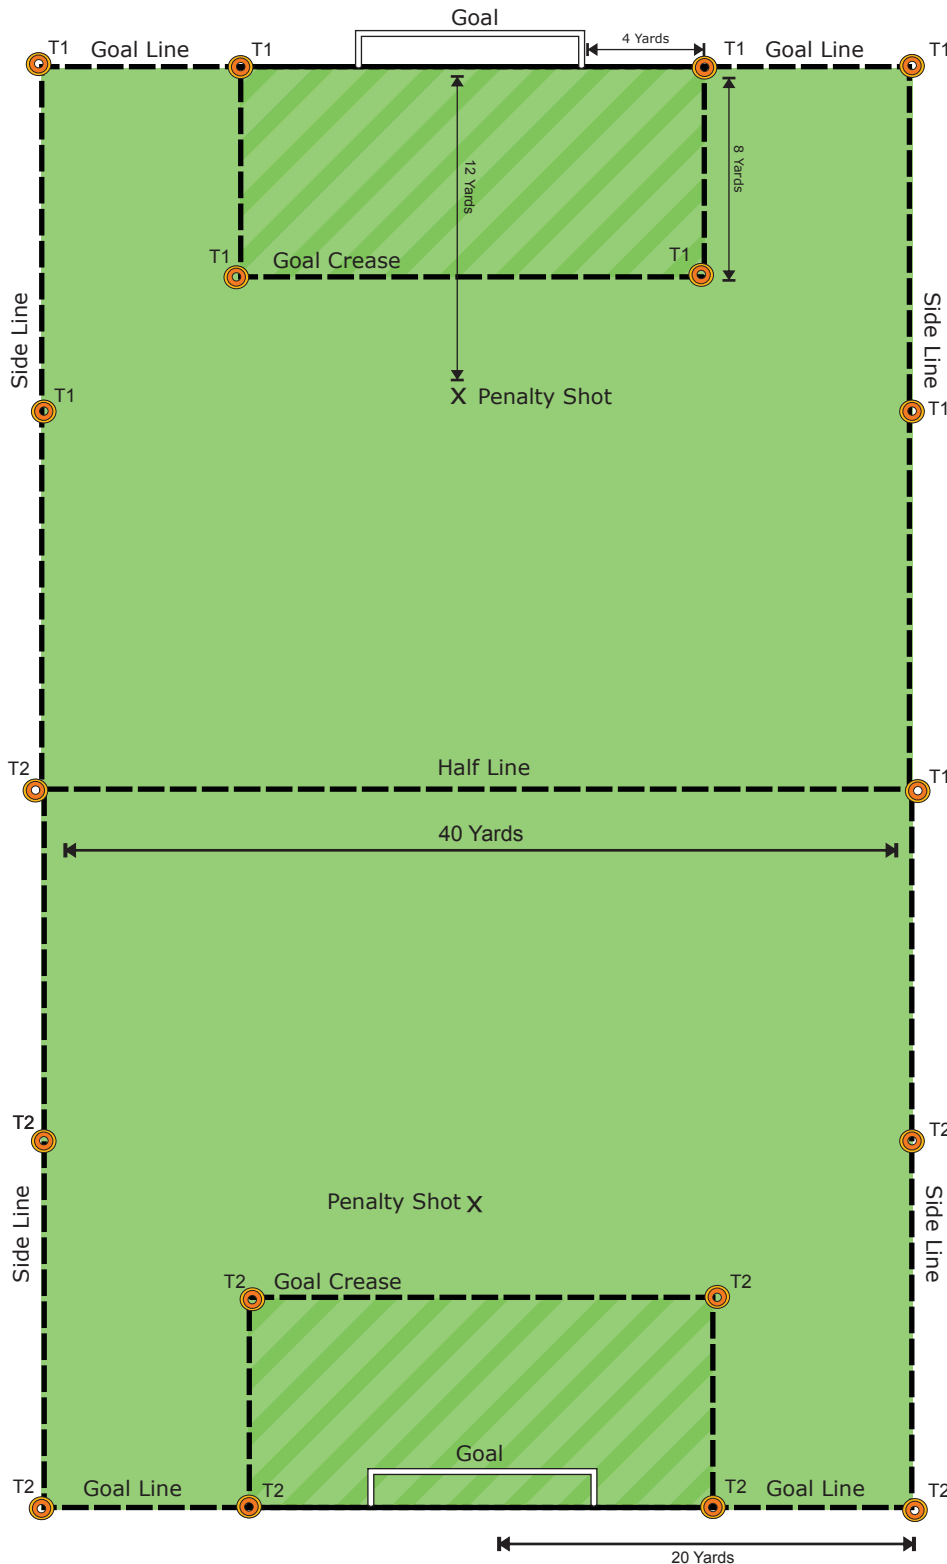 Goal
T1
Goal Line
T1
4 Yards
T1
Goal Line
T1
12 Yards
8 Yards
T1
Goal Crease
T1
Side Line
Side Line
T1
X Penalty Shot
T1
T2
Half Line
T1
40 Yards
T2
T2
Penalty Shot X
Side Line
Side Line
T2
Goal Crease
T2
Goal
T2
Goal Line
T2
T2
Goal Line
T2
20 Yards